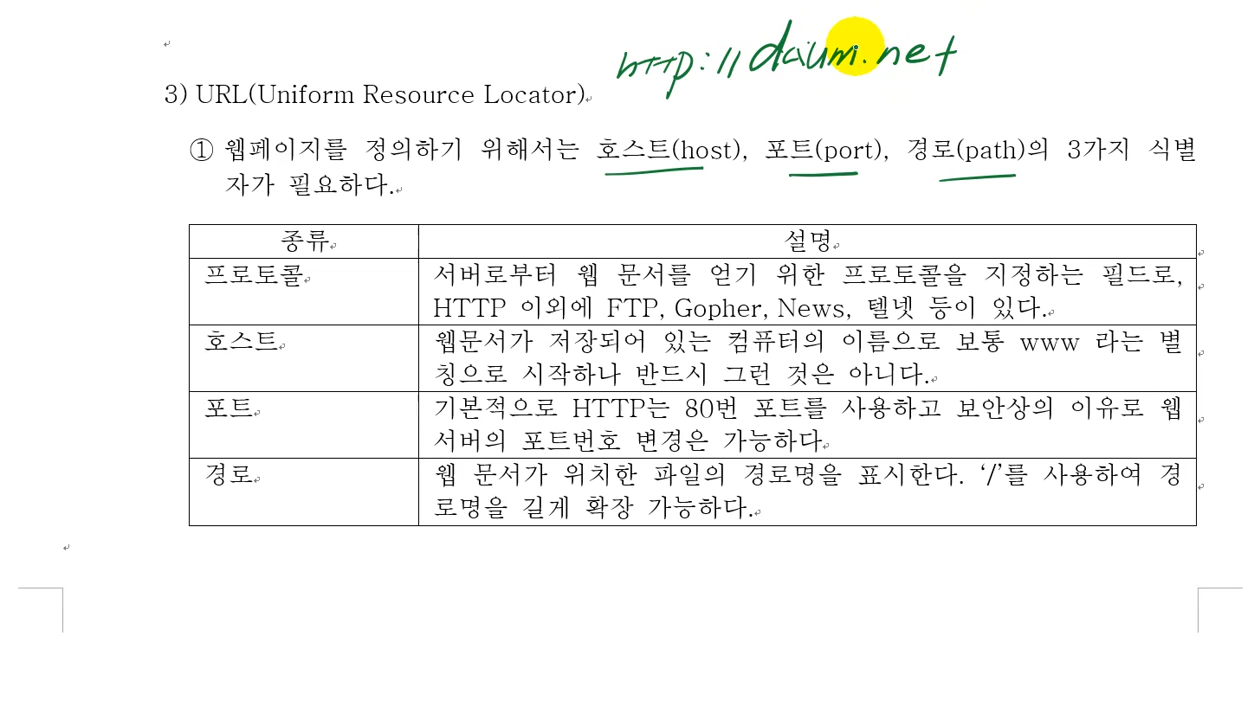 http://daum.net
3) URL(Uniform Resource Locator)
① 웹페이지를 정의하기 위해서는 호스트(host), 포트(port), 경로(path)의 3가지 식별
자가 필요하다.
종류 설명
프로토콜 서버로부터 웹 문서를 얻기 위한 프로토콜을 지정하는 필드로,
HTTP 이외에 FTP, Gopher, News, 텔넷 등이 있다.
호스트 웹문서가 저장되어 있는 컴퓨터의 이름으로 보통 www 라는 별
칭으로 시작하나 반드시 그런 것은 아니다.
포트 기본적으로 HTTP는 80번 포트를 사용하고 보안상의 이유로 웹
서버의 포트번호 변경은 가능하다
경로 웹 문서가 위치한 파일의 경로명을 표시한다. ‘/’를 사용하여 경
로명을 길게 확장 가능하다.